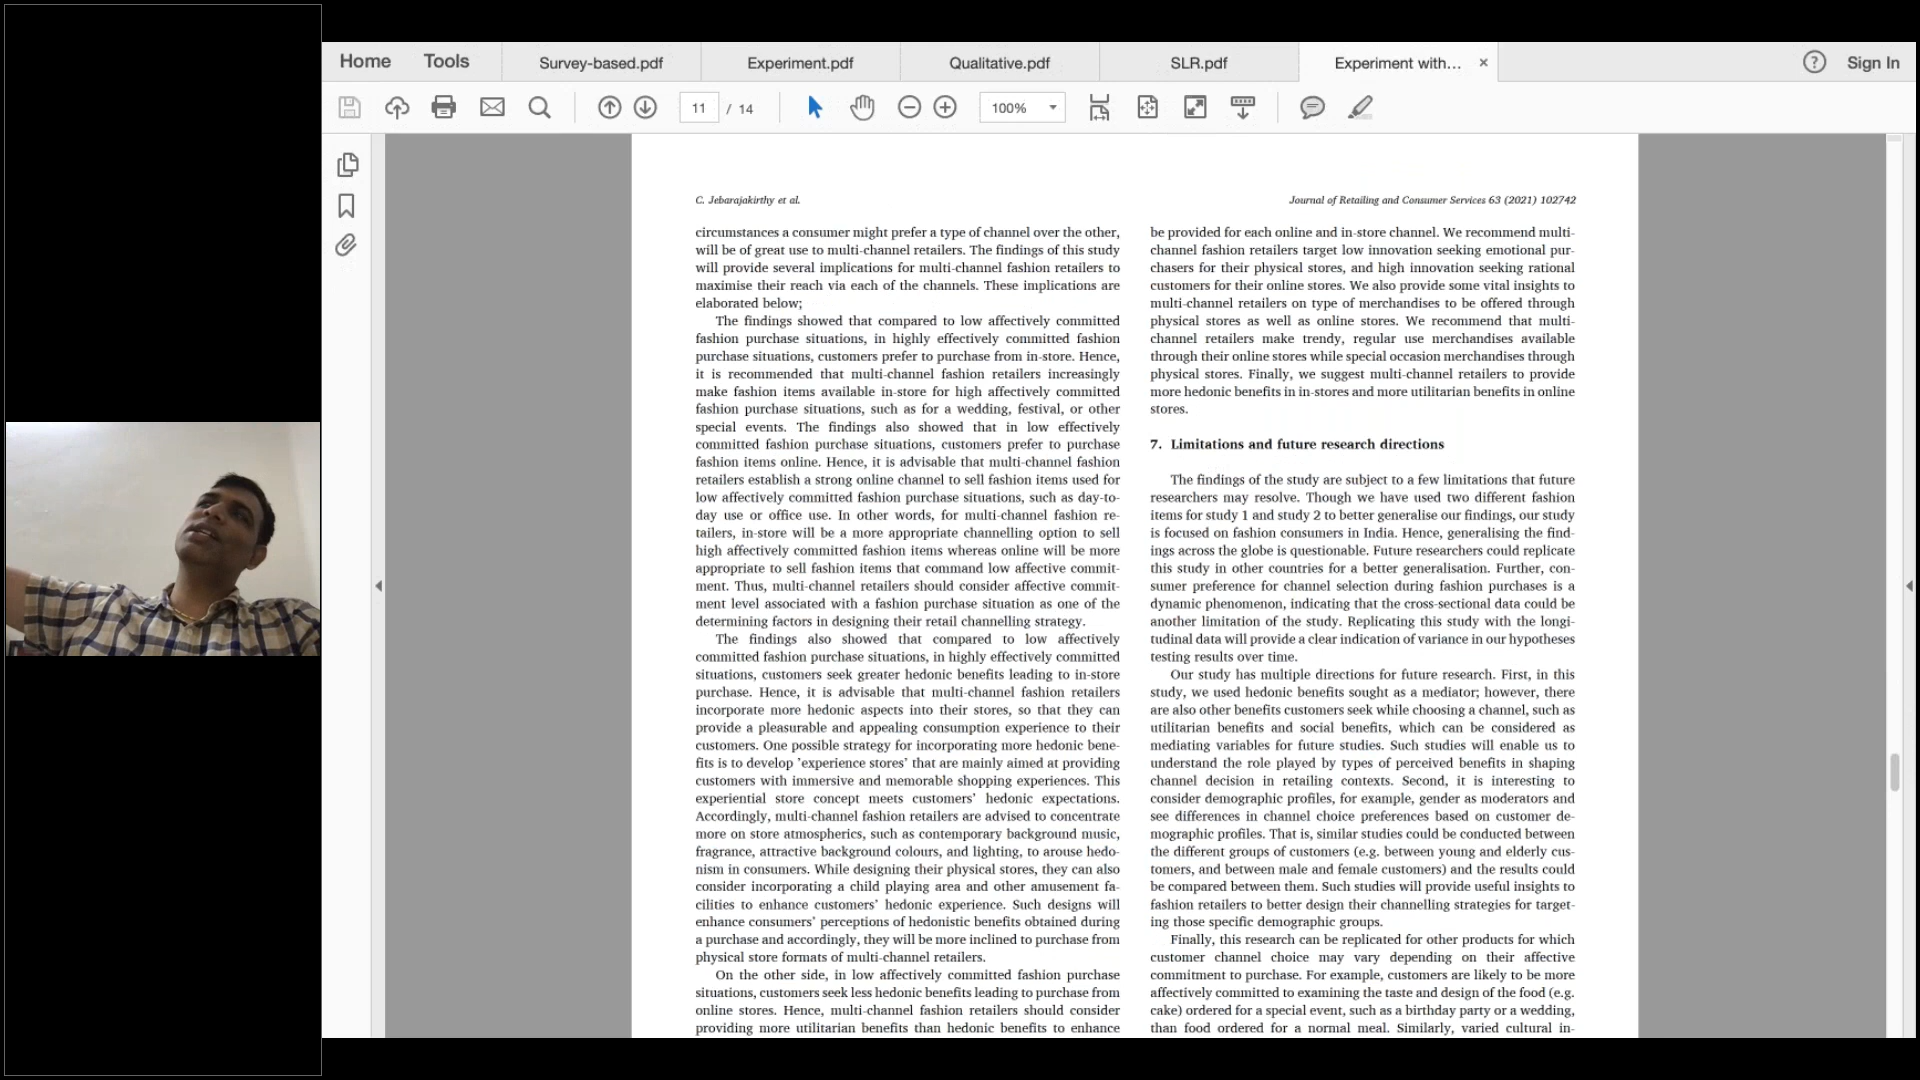 Home
Tools
Survey-based.pdf
Experiment.pdf
Qualitative.pdf
SLR.pdf
Experiment with...
Sign In
11 / 14
100%
C. Jebarajakirthy et al.
Journal of Retailing and Consumer Services 63 (2021) 102742
circumstances a consumer might prefer a type of channel over the other,
will be of great use to multi-channel retailers. The findings of this study
will provide several implications for multi-channel fashion retailers to
maximise their reach via each of the channels. These implications are
elaborated below;
The findings showed that compared to low affectively committed
fashion purchase situations, in highly effectively committed fashion
purchase situations, customers prefer to purchase from in-store. Hence,
it is recommended that multi-channel fashion retailers increasingly
make fashion items available in-store for high affectively committed
fashion purchase situations, such as for a wedding, festival, or other
special events. The findings also showed that in low effectively
committed fashion purchase situations, customers prefer to purchase
fashion items online. Hence, it is advisable that multi-channel fashion
retailers establish a strong online channel to sell fashion items used for
low affectively committed fashion purchase situations, such as day-to-
day use or office use. In other words, for multi-channel fashion re-
tailers, in-store will be a more appropriate channelling option to sell
high affectively committed fashion items whereas online will be more
appropriate to sell fashion items that command low affective commit-
ment. Thus, multi-channel retailers should consider affective commit-
ment level associated with a fashion purchase situation as one of the
determining factors in designing their retail channelling strategy.
The findings also showed that compared to low affectively
committed fashion purchase situations, in highly effectively committed
situations, customers seek greater hedonic benefits leading to in-store
purchase. Hence, it is advisable that multi-channel fashion retailers
incorporate more hedonic aspects into their stores, so that they can
provide a pleasurable and appealing consumption experience to their
customers. One possible strategy for incorporating more hedonic bene-
fits is to develop 'experience stores' that are mainly aimed at providing
customers with immersive and memorable shopping experiences. This
experiential store concept meets customers' hedonic expectations.
Accordingly, multi-channel fashion retailers are advised to concentrate
more on store atmospherics, such as contemporary background music,
fragrance, attractive background colours, and lighting, to arouse hedo-
nism in consumers. While designing their physical stores, they can also
consider incorporating a child playing area and other amusement fa-
cilities to enhance customers' hedonic experience. Such designs will
enhance consumers' perceptions of hedonistic benefits obtained during
a purchase and accordingly, they will be more inclined to purchase from
physical store formats of multi-channel retailers.
On the other side, in low affectively committed fashion purchase
situations, customers seek less hedonic benefits leading to purchase from
online stores. Hence, multi-channel fashion retailers should consider
providing more utilitarian benefits than hedonic benefits to enhance
be provided for each online and in-store channel. We recommend multi-
channel fashion retailers target low innovation seeking emotional pur-
chasers for their physical stores, and high innovation seeking rational
customers for their online stores. We also provide some vital insights to
multi-channel retailers on type of merchandises to be offered through
physical stores as well as online stores. We recommend that multi-
channel retailers make trendy, regular use merchandises available
through their online stores while special occasion merchandises through
physical stores. Finally, we suggest multi-channel retailers to provide
more hedonic benefits in in-stores and more utilitarian benefits in online
stores.
7. Limitations and future research directions
The findings of the study are subject to a few limitations that future
researchers may resolve. Though we have used two different fashion
items for study 1 and study 2 to better generalise our findings, our study
is focused on fashion consumers in India. Hence, generalising the find-
ings across the globe is questionable. Future researchers could replicate
this study in other countries for a better generalisation. Further, con-
sumer preference for channel selection during fashion purchases is a
dynamic phenomenon, indicating that the cross-sectional data could be
another limitation of the study. Replicating this study with the longi-
tudinal data will provide a clear indication of variance in our hypotheses
testing results over time.
Our study has multiple directions for future research. First, in this
study, we used hedonic benefits sought as a mediator; however, there
are also other benefits customers seek while choosing a channel, such as
utilitarian benefits and social benefits, which can be considered as
mediating variables for future studies. Such studies will enable us to
understand the role played by types of perceived benefits in shaping
channel decision in retailing contexts. Second, it is interesting to
consider demographic profiles, for example, gender as moderators and
see differences in channel choice preferences based on customer de-
mographic profiles. That is, similar studies could be conducted between
the different groups of customers (e.g. between young and elderly cus-
tomers, and between male and female customers) and the results could
be compared between them. Such studies will provide useful insights to
fashion retailers to better design their channelling strategies for target-
ing those specific demographic groups.
Finally, this research can be replicated for other products for which
customer channel choice may vary depending on their affective
commitment to purchase. For example, customers are likely to be more
affectively committed to examining the taste and design of the food (e.g.
cake) ordered for a special event, such as a birthday party or a wedding,
than food ordered for a normal meal. Similarly, varied cultural in-